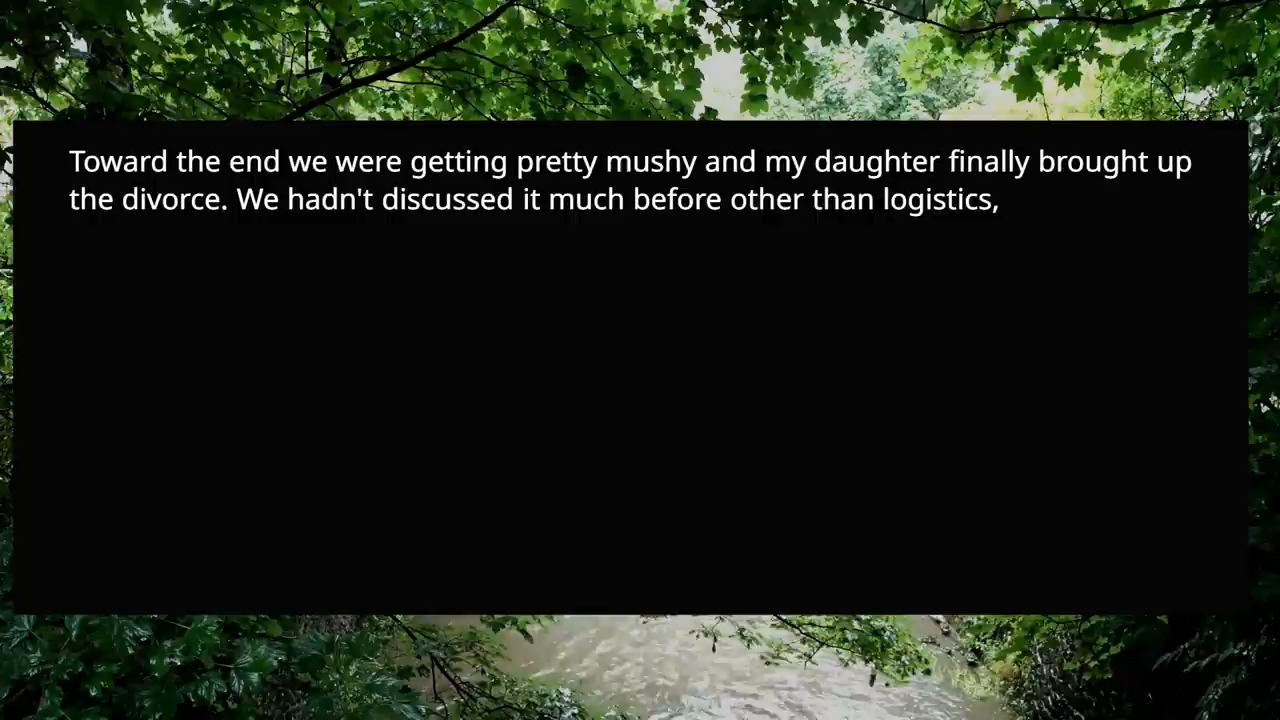 Toward the end we were getting pretty mushy and my daughter finally brought up
the divorce. We hadn't discussed it much before other than logistics,